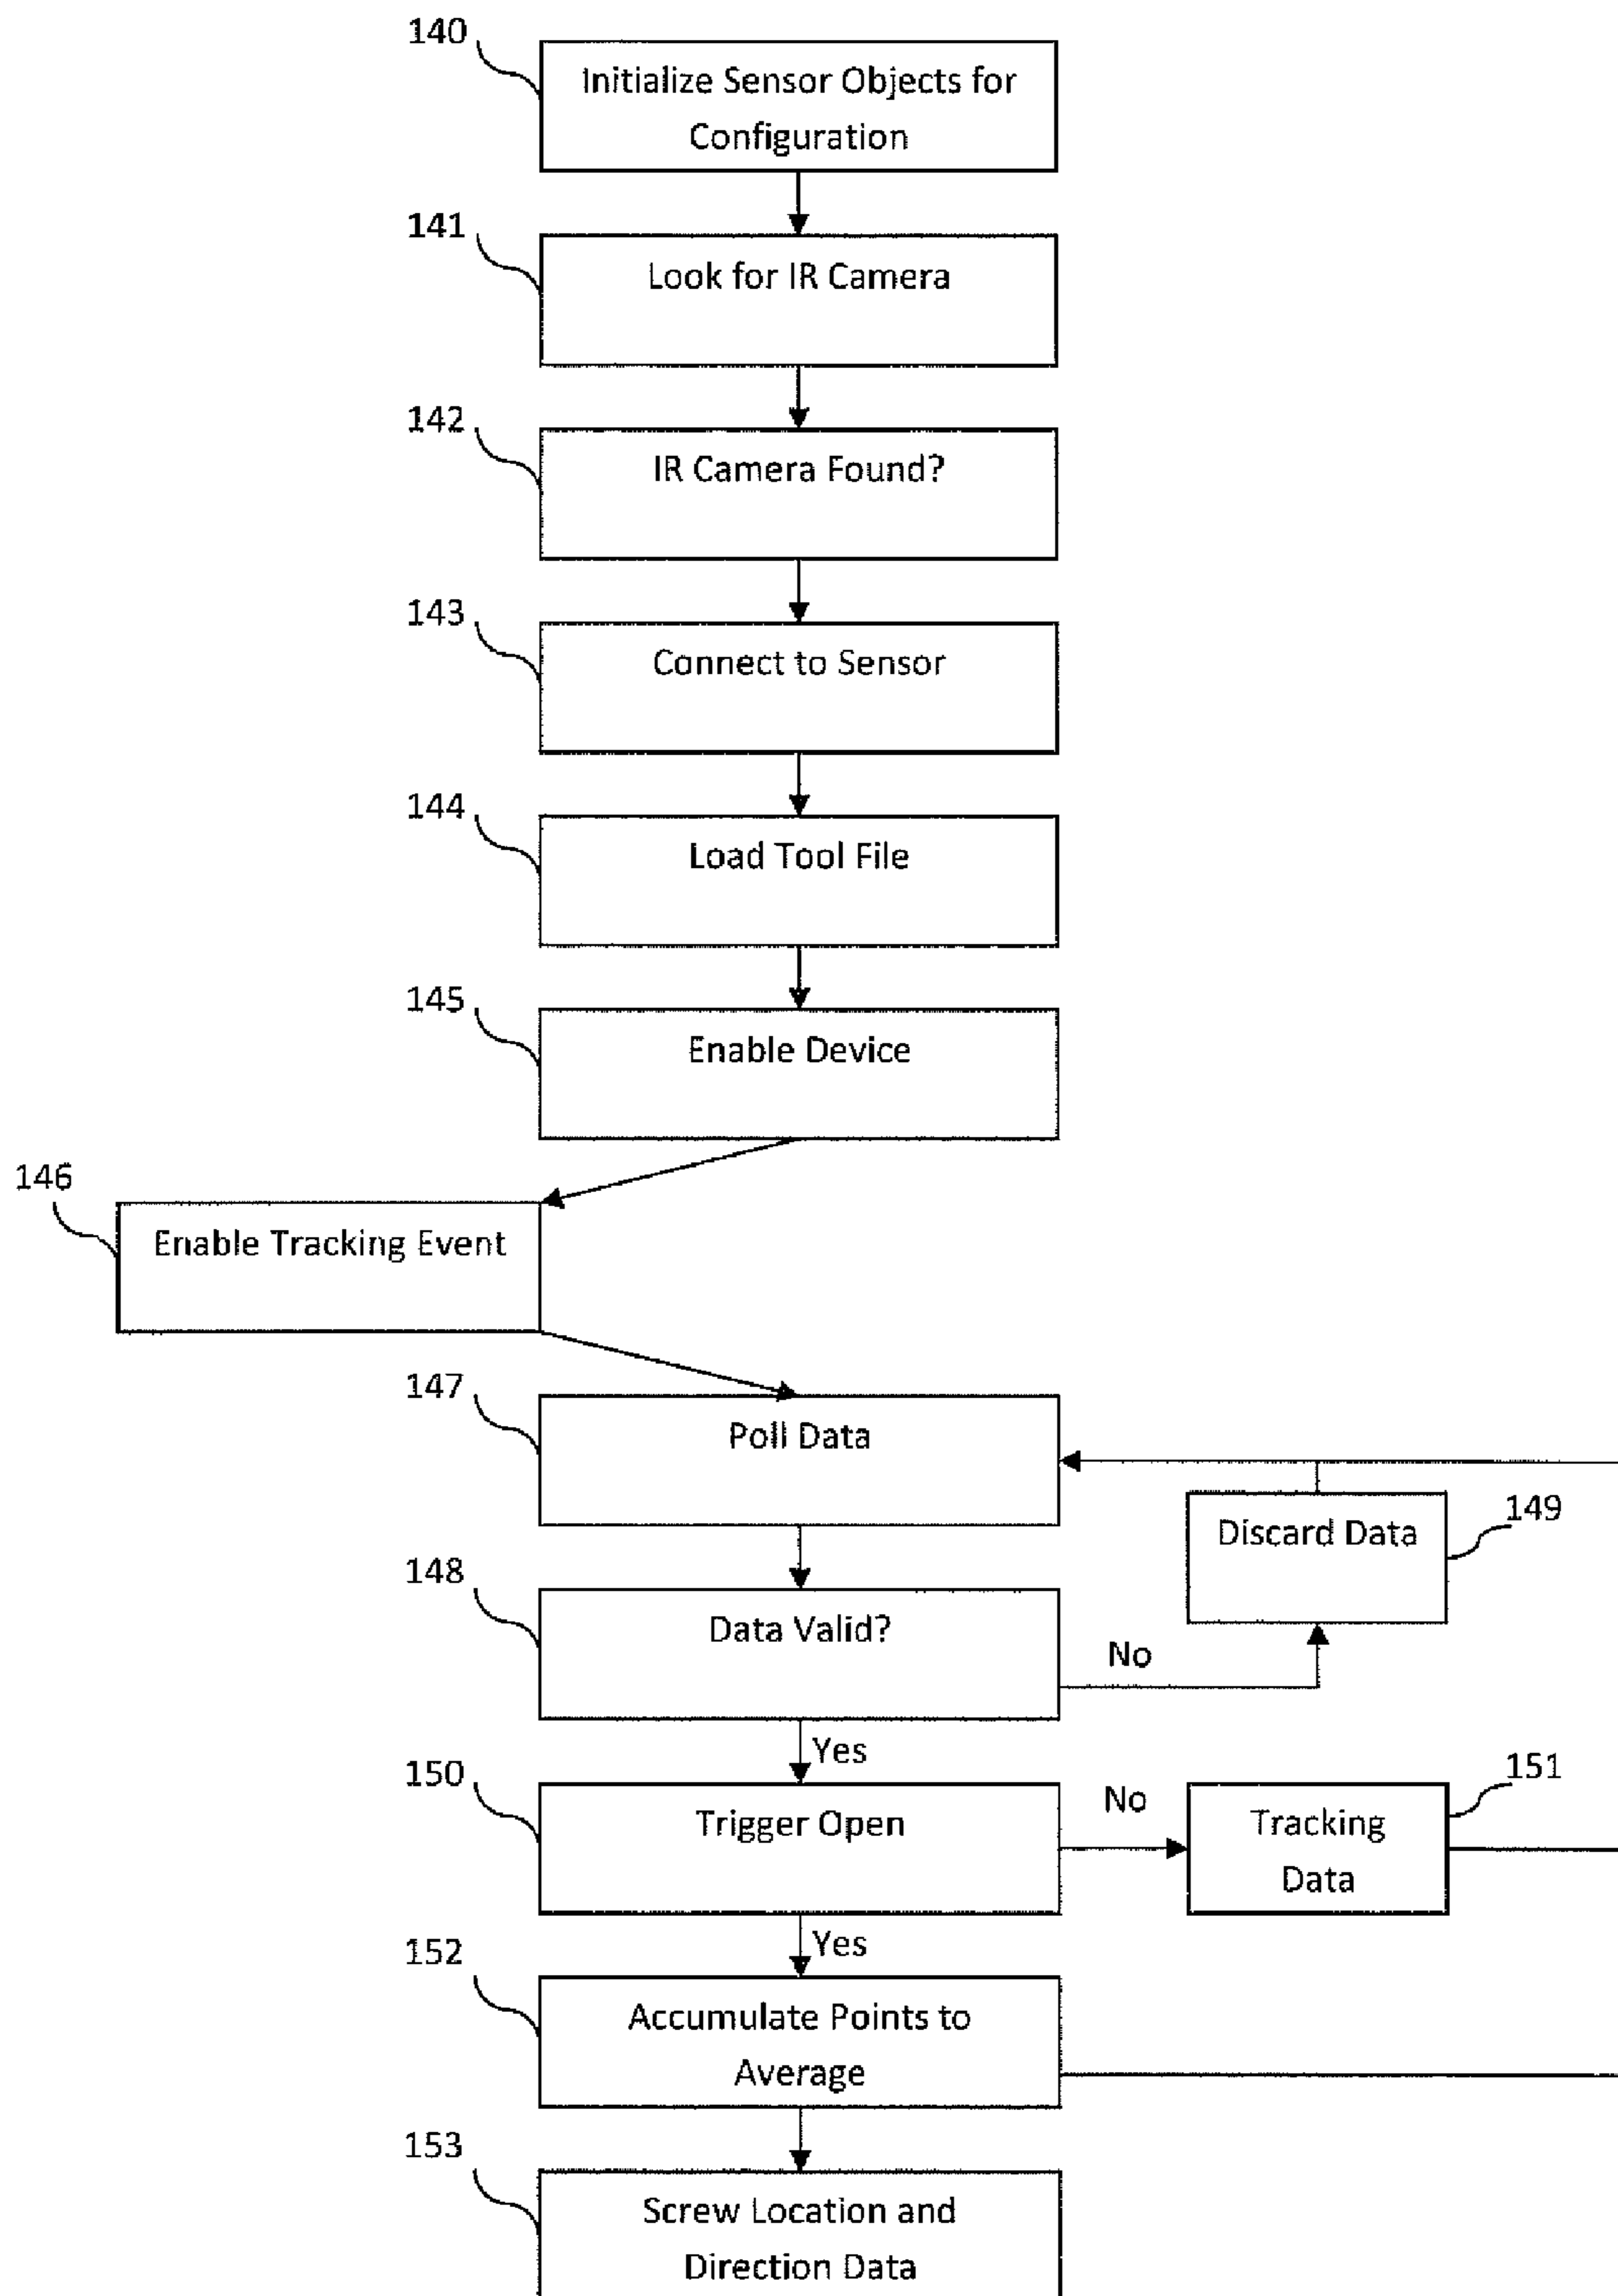 140
Initialize Sensor Objects for
Configuration
141
Look for IR Camera
142
IR Camera Found?
143
Connect to Sensor
144
Load Tool File
145
Enable Device
146
Enable Tracking Event
147
Poll Data
149
Discard Data
148
Data Valid?
No
Yes
150
Trigger Open
No
151
Tracking
Data
Yes
152
Accumulate Points to
Average
153
Screw Location and
Direction Data